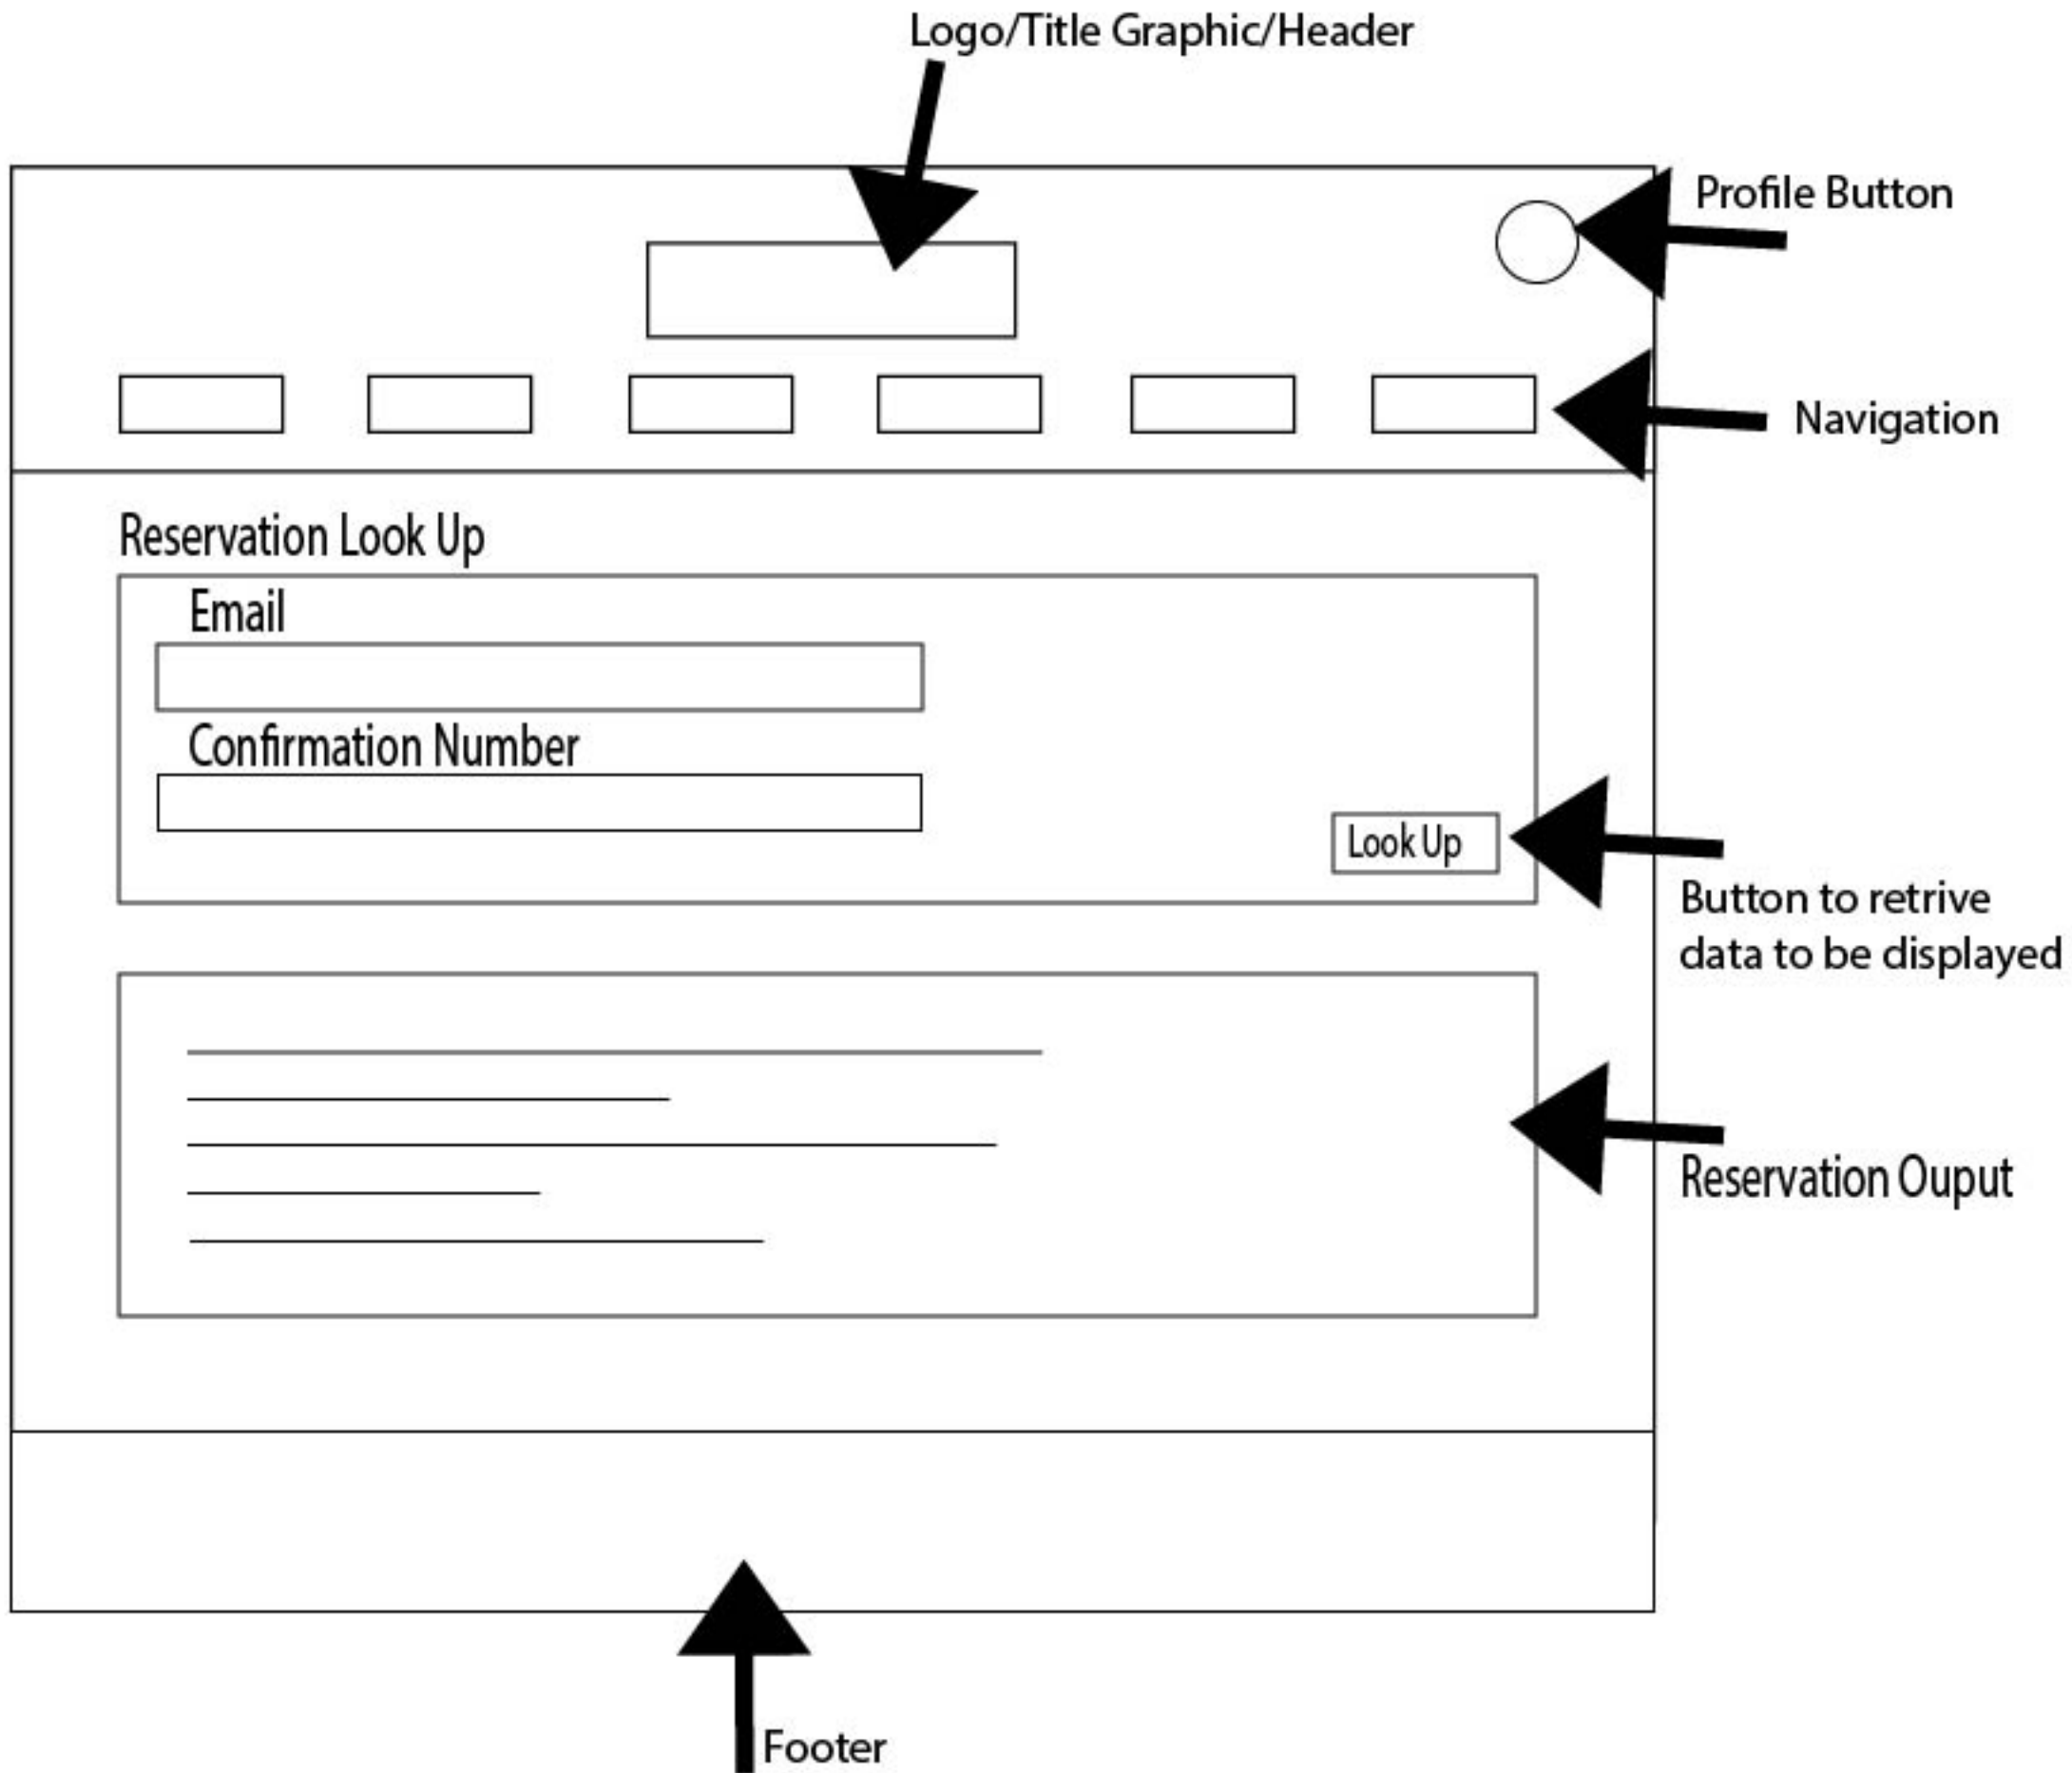 Logo/Title Graphic/Header
Profile Button
Navigation
Reservation Look Up
Email
Confirmation Number
Look Up
Button to retrive
data to be displayed
Reservation Ouput
Footer